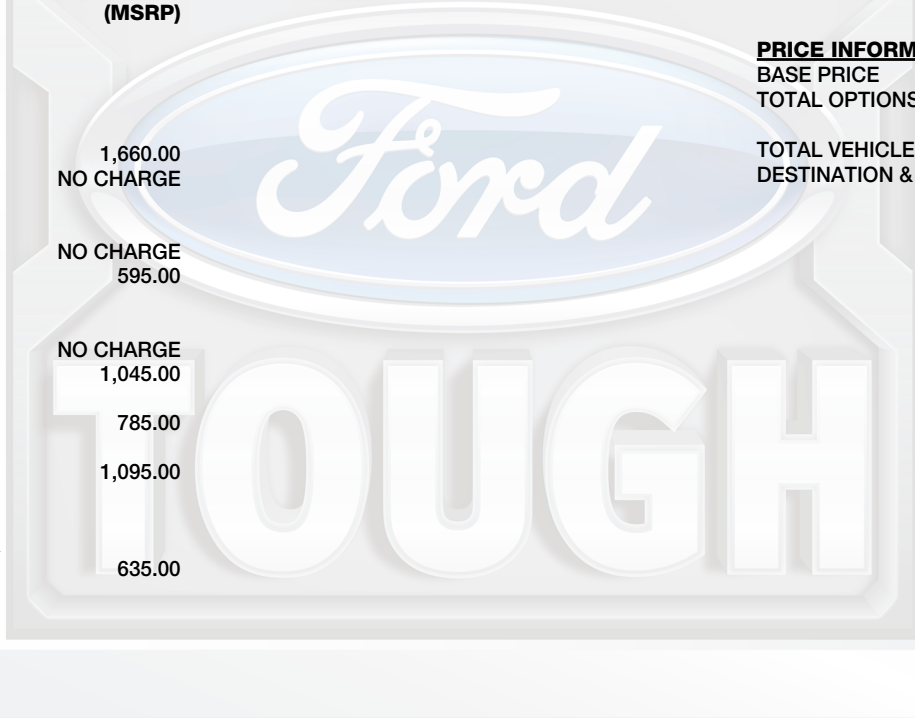 (MSRP)
1,660.00
NO CHARGE
NO CHARGE
595.00
NO CHARGE
1,045.00
785.00
1,095.00
635.00
PRICE INFORM
BASE PRICE
TOTAL OPTIONS
TOTAL VEHICLE
DESTINATION &
Ford
TOUGH